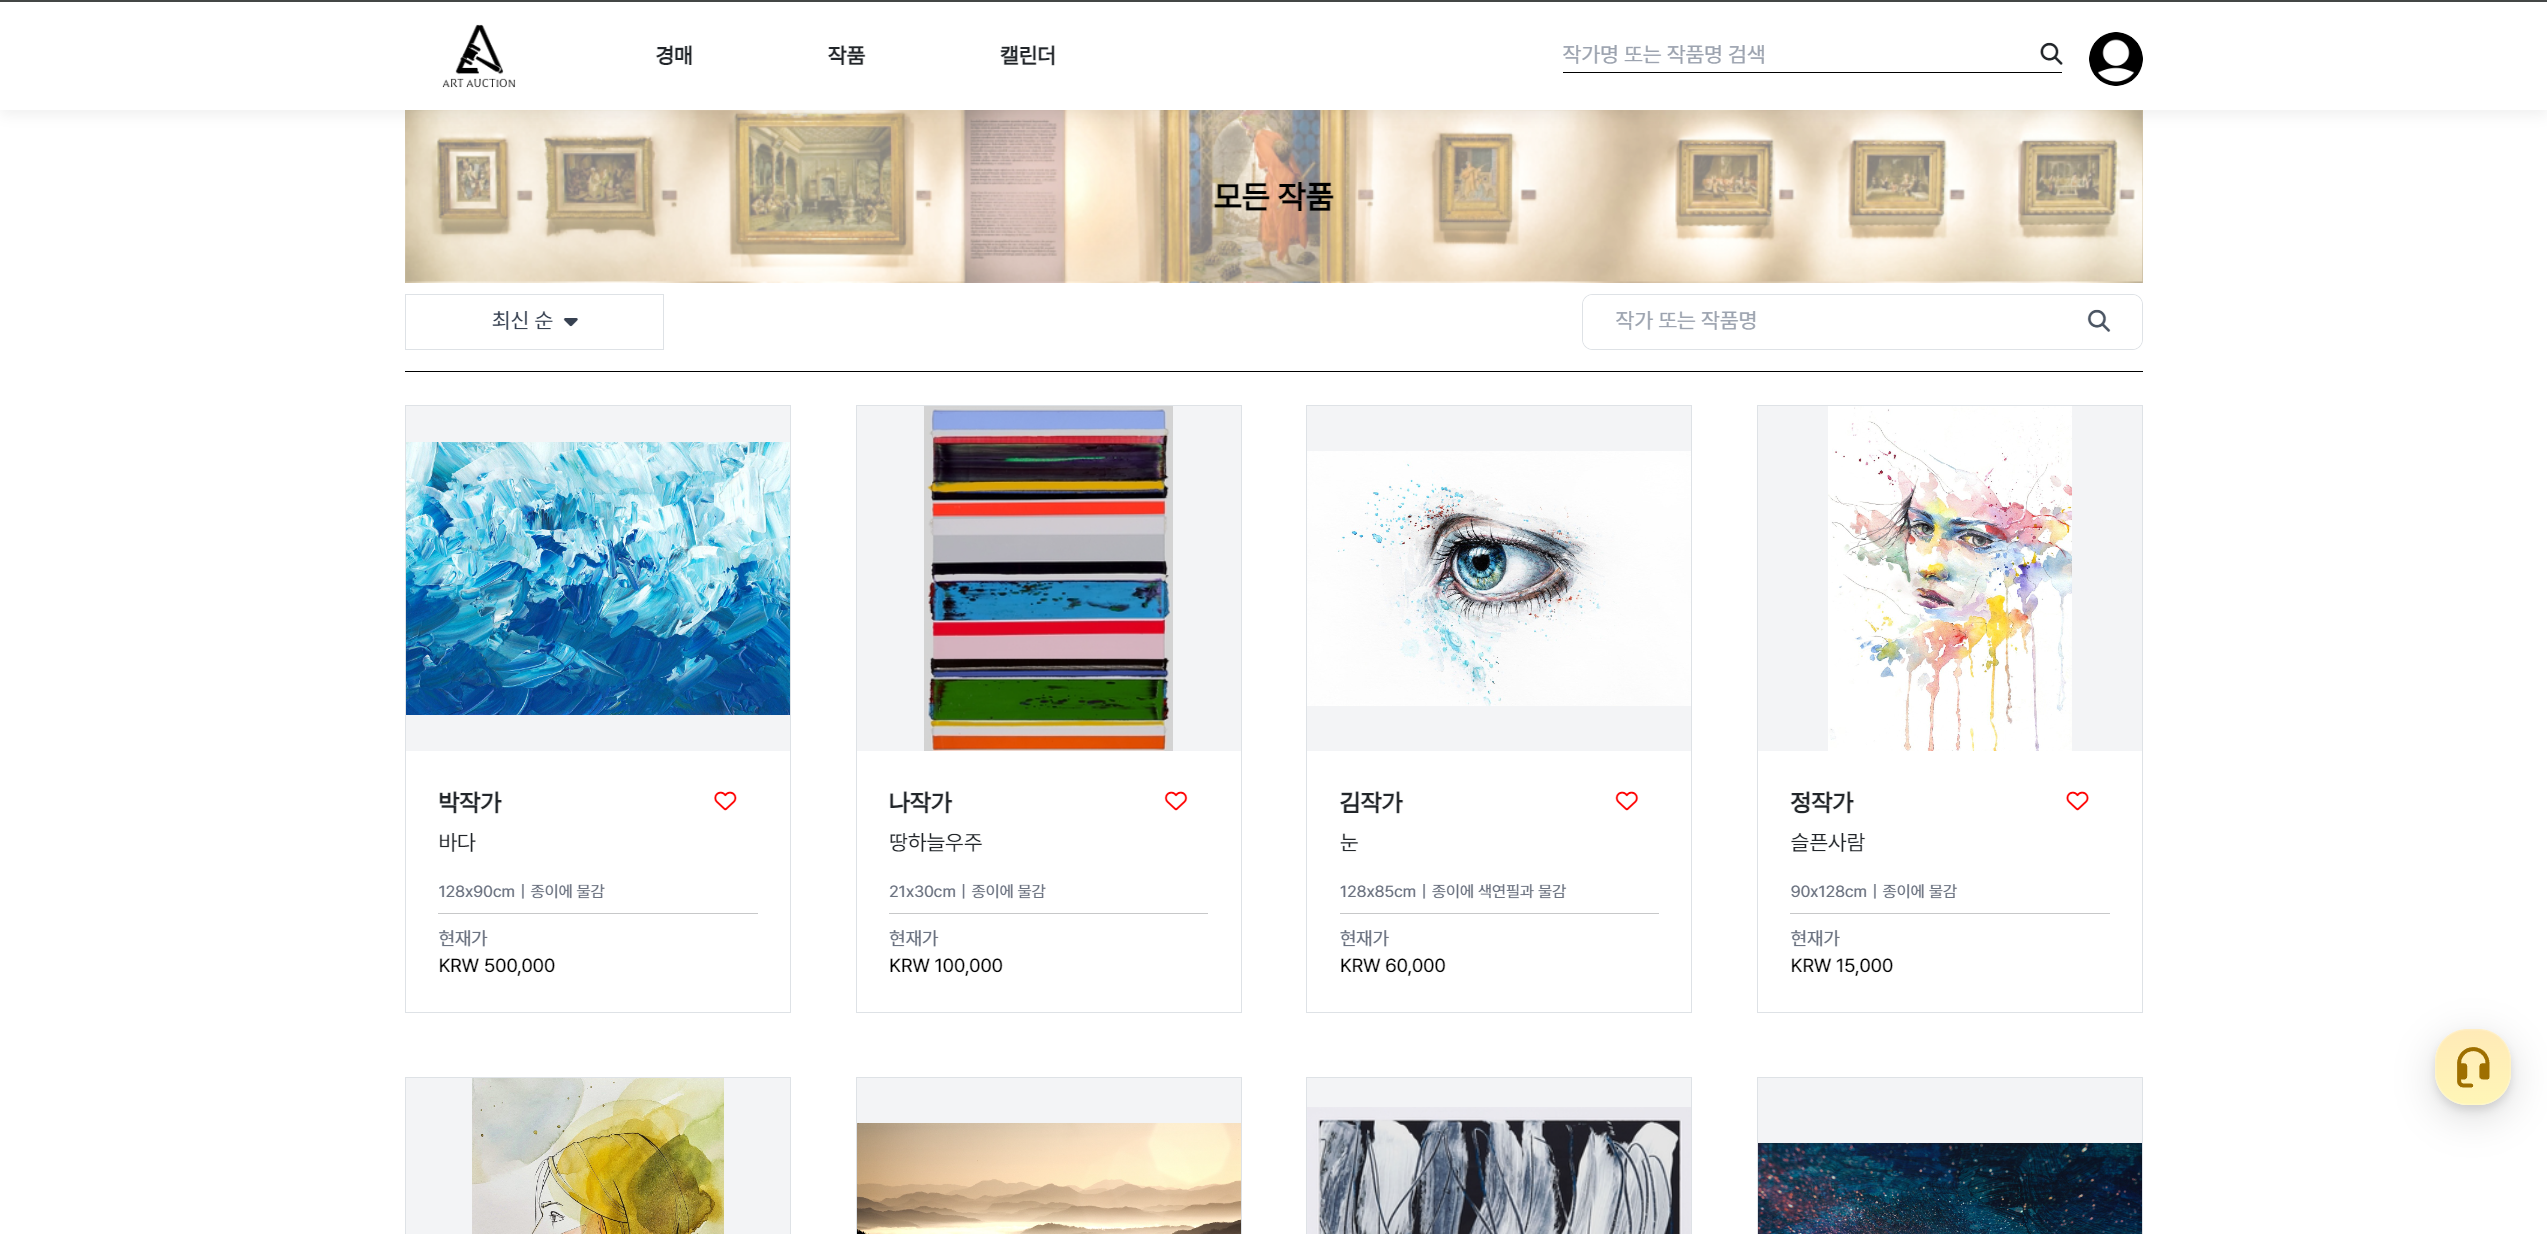 ART AUCTION
경매
작품
캘린더
작가명 또는 작품명 검색
모든 작품
최신 순
작가 또는 작품명
박작가
바다
128x90cm | 종이에 물감
현재가
KRW 500,000
나작가
땅하늘우주
21x30cm | 종이에 물감
현재가
KRW 100,000
김작가
눈
128x85cm | 종이에 색연필과 물감
현재가
KRW 60,000
정작가
슬픈사람
90x128cm | 종이에 물감
현재가
KRW 15,000